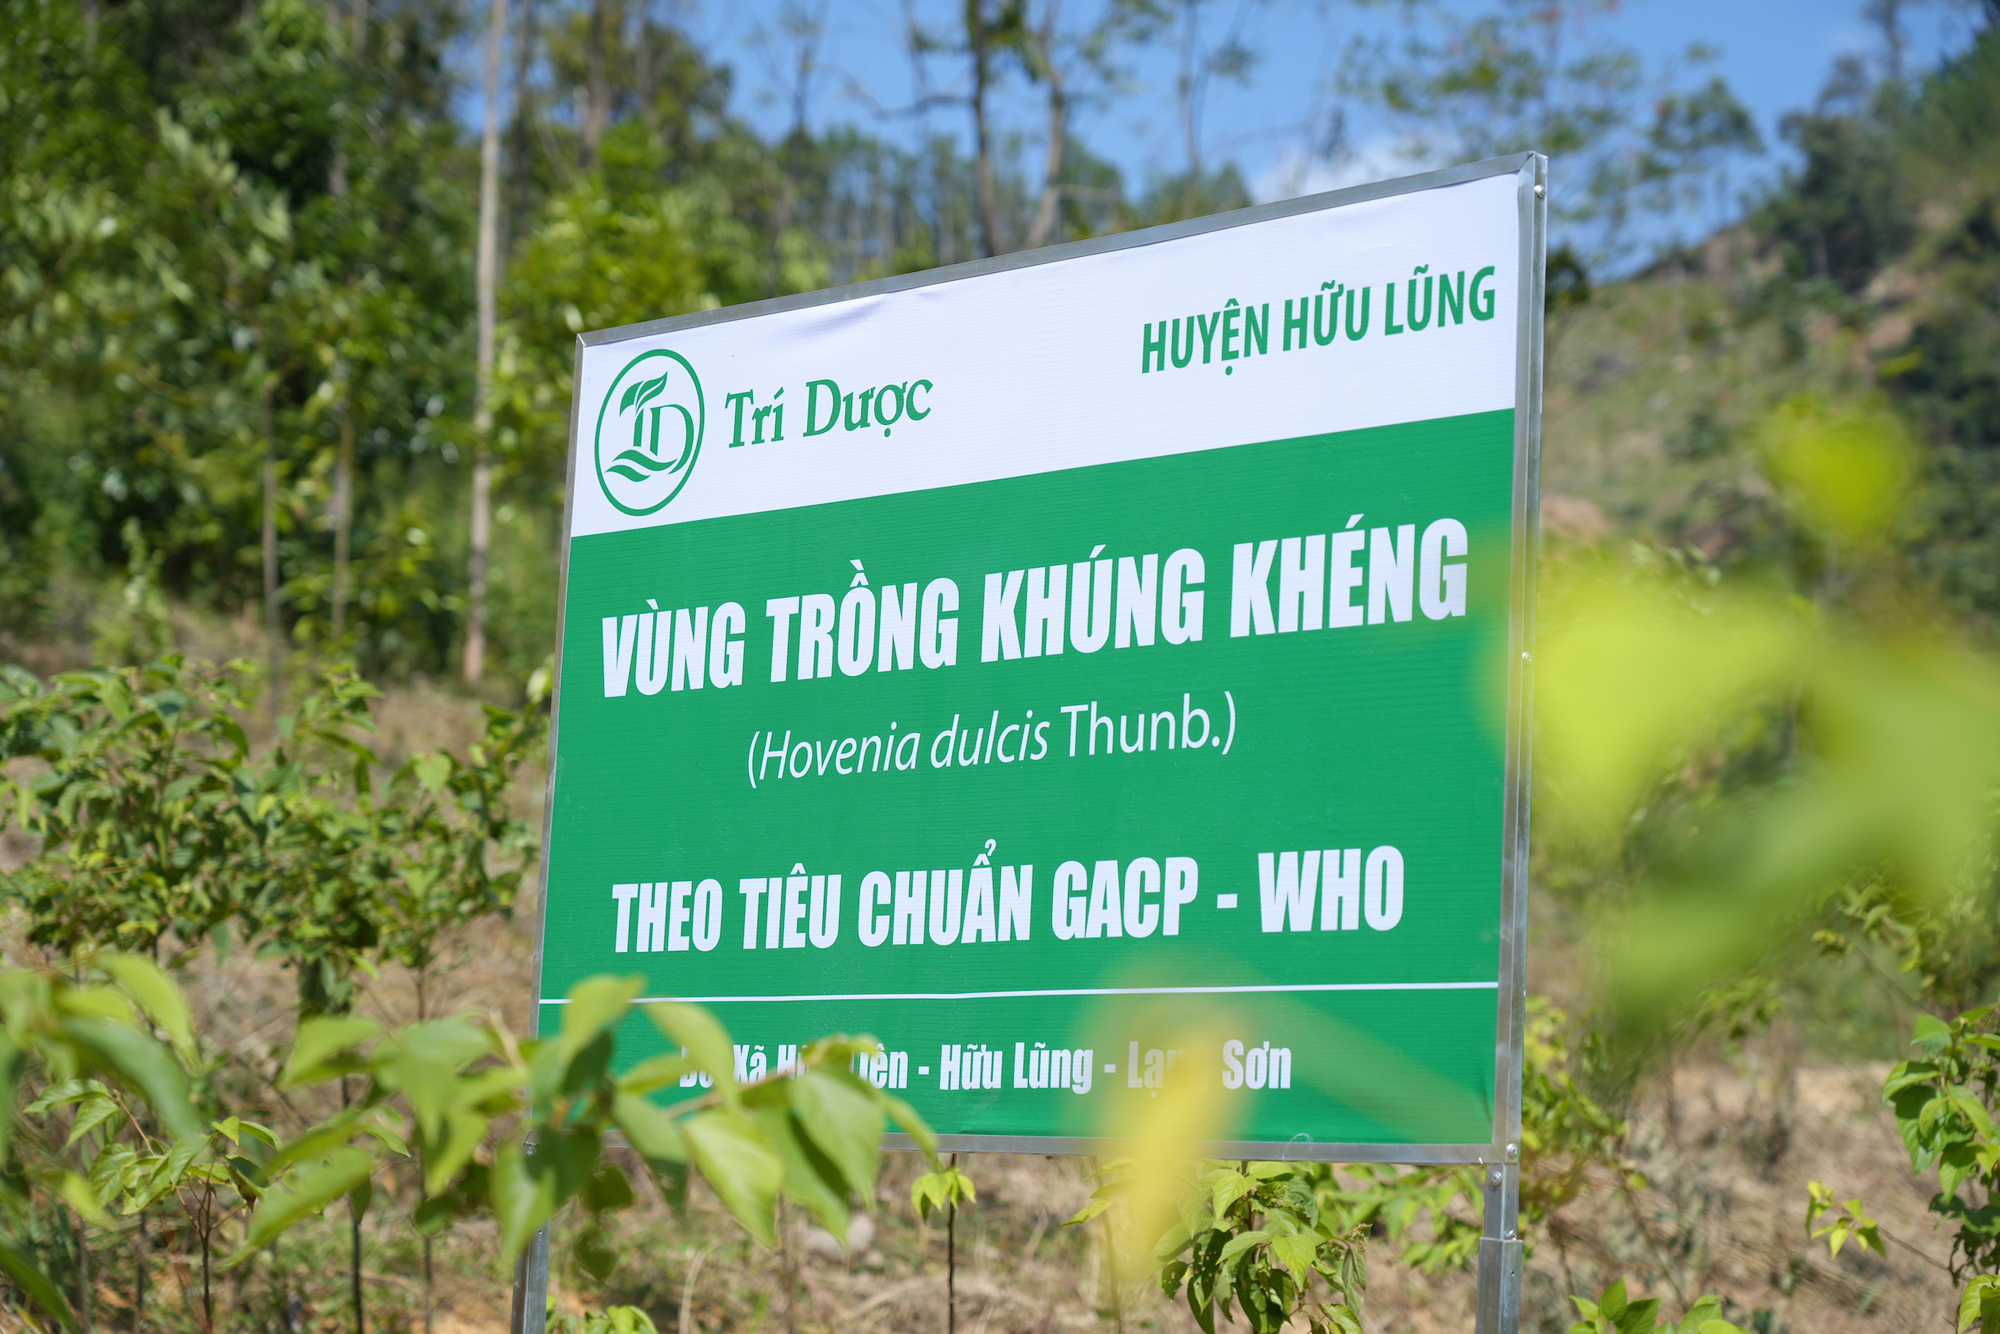 Trí Dược
HUYỆN HỮU LŨNG
VÙNG TRỒNG KHÚNG KHÉNG
(Hovenia dulcis Thunb.)
THEO TIÊU CHUẨN GACP - WHO
Xã - Hữu Lũng - Sơn